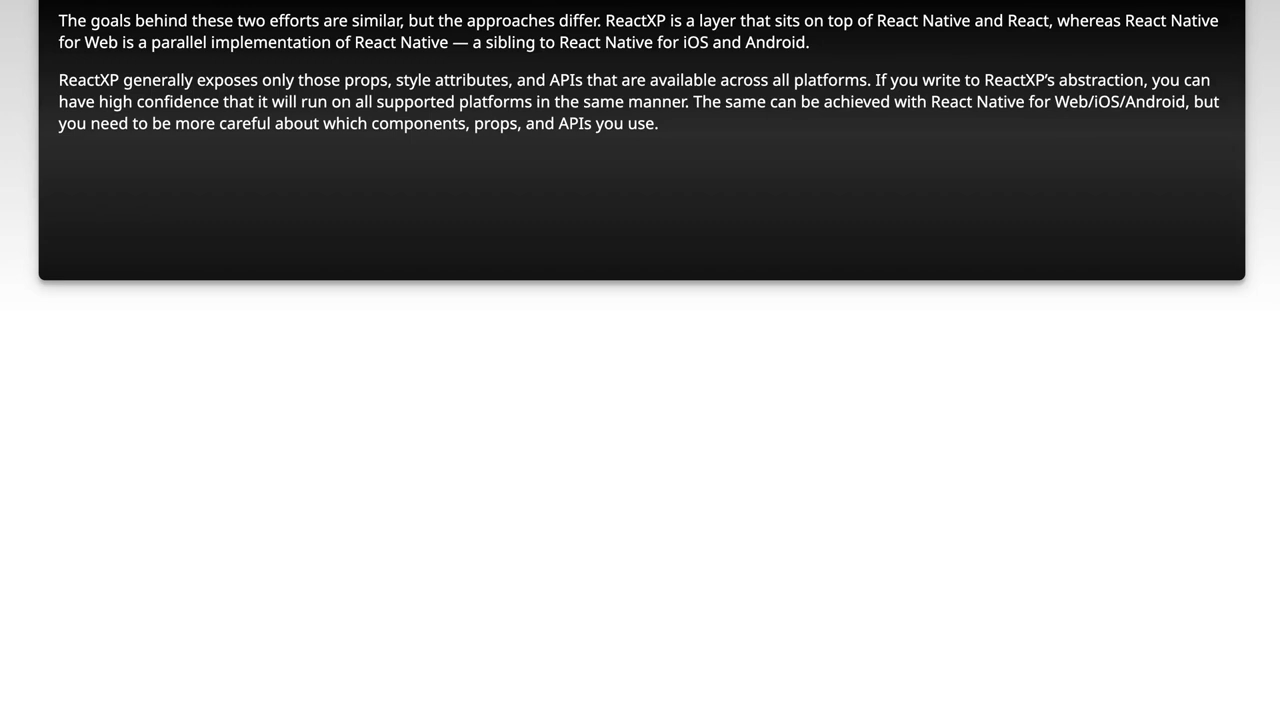 The goals behind these two efforts are similar, but the approaches differ. ReactXP is a layer that sits on top of React Native and React, whereas React Native
for Web is a parallel implementation of React Native — a sibling to React Native for iOS and Android.
ReactXP generally exposes only those props, style attributes, and APIs that are available across all platforms. If you write to ReactXP’s abstraction, you can
have high confidence that it will run on all supported platforms in the same manner. The same can be achieved with React Native for Web/iOS/Android, but
you need to be more careful about which components, props, and APIs you use.